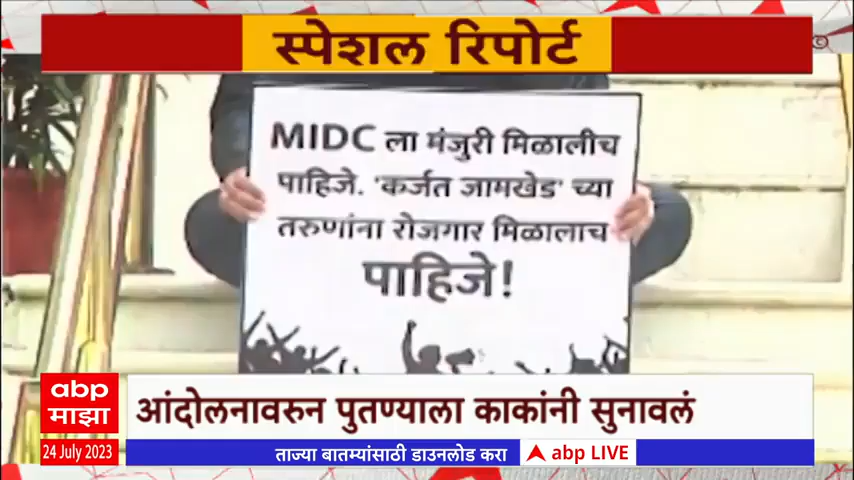 स्पेशल रिपोर्ट
MIDC ला मंजुरी मिळालीच
पाहिजे. 'कर्जत जामखेड' च्या
तरुणांना रोजगार मिळालाच
पाहिजे!
abp
माझा
आंदोलनावरुन पुतण्याला काकांनी सुनावलं
24 July 2023
ताज्या बातम्यांसाठी डाउनलोड करा
abp LIVE